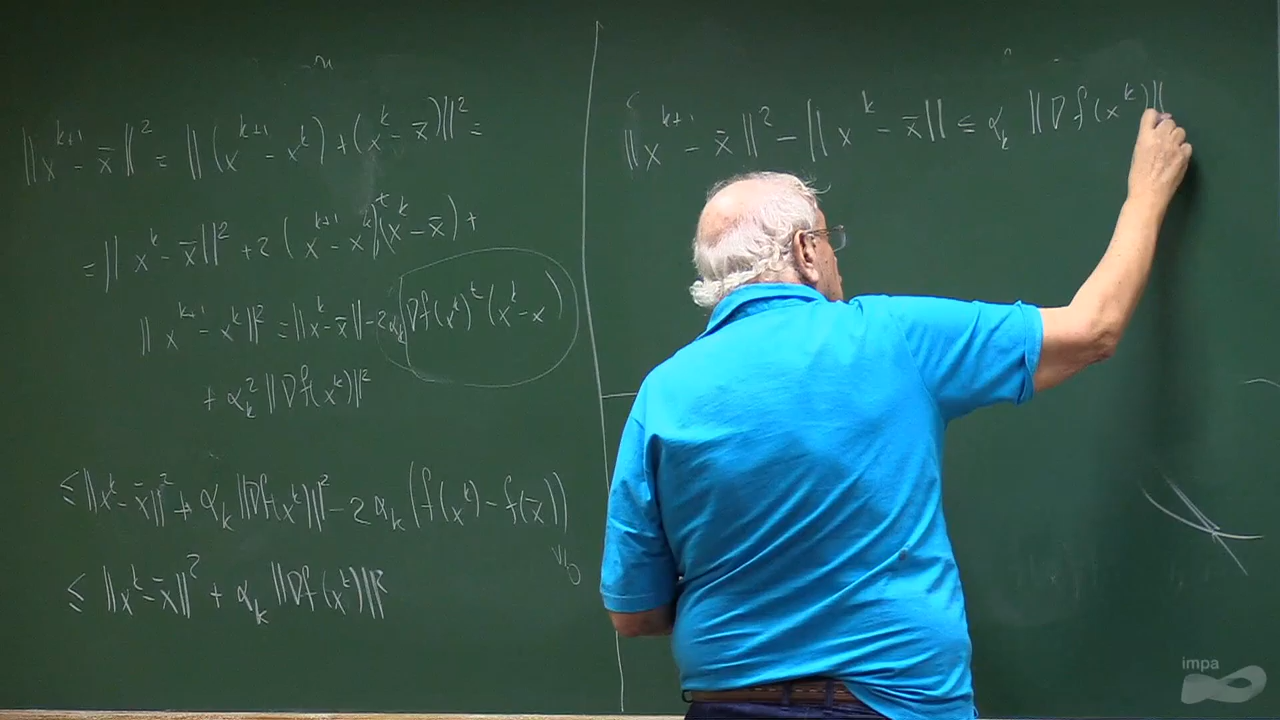 ||x^{k+1} - x̄||² = ||(x^{k+1} - x^k) + (x^k - x̄)||² =
= ||x^k - x̄||² + 2 (x^{k+1} - x^k)^t (x^k - x̄) +
||x^{k+1} - x^k||² = ||x^k - x̄|| - 2α_k ∇f(x^k)^t (x^k - x)
+ α_k² ||∇f(x^k)||²
≤ ||x^k - x̄||² + α_k ||∇f(x^k)||² - 2α_k (f(x^k) - f(x̄))
≤ ||x^k - x̄||² + α_k ||∇f(x^k)||²
||x^{k+1} - x̄||² - ||x^k - x̄|| ≤ α_k ||∇f(x^k)||
impa